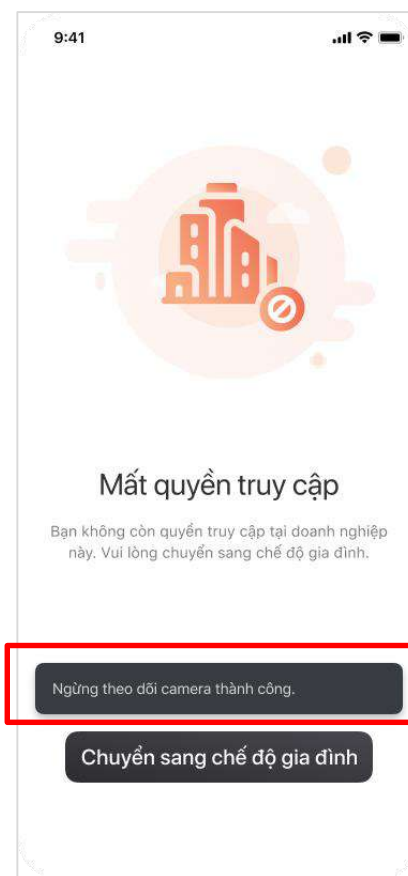 9:41
Mất quyền truy cập
Bạn không còn quyền truy cập tại doanh nghiệp
này. Vui lòng chuyển sang chế độ gia đình.
Ngừng theo dõi camera thành công.
Chuyển sang chế độ gia đình